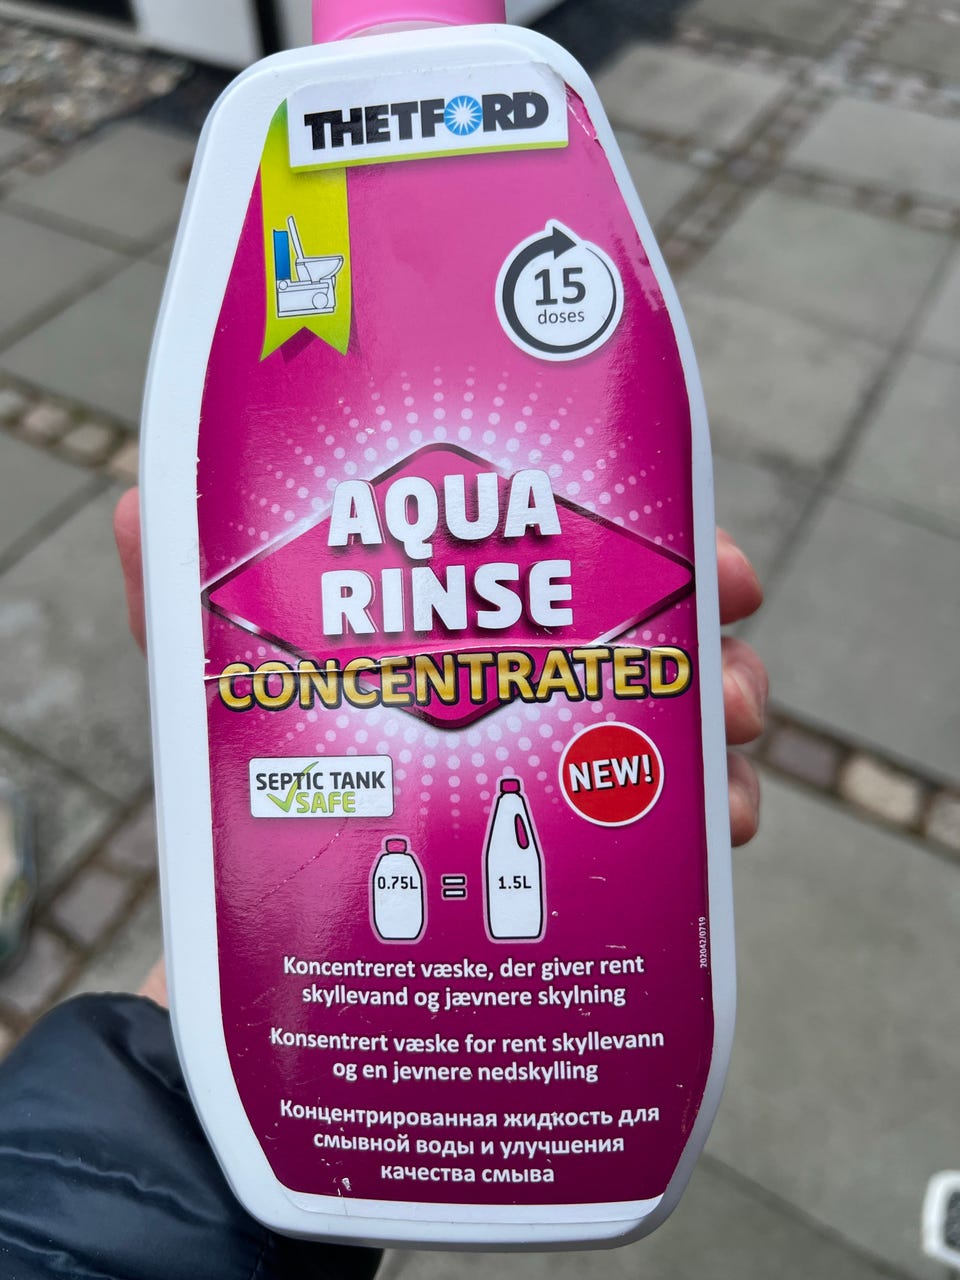 THETFORD
15
doses
AQUA
RINSE
CONCENTRATED
SEPTIC TANK
SAFE
NEW!
0.75L = 1.5L
202042/0719
Koncentreret væske, der giver rent
skyllevand og jævnere skylning
Konsentrert væske for rent skyllevann
og en jevnere nedskylling
Концентрированная жидкость для
смывной воды и улучшения
качества смыва